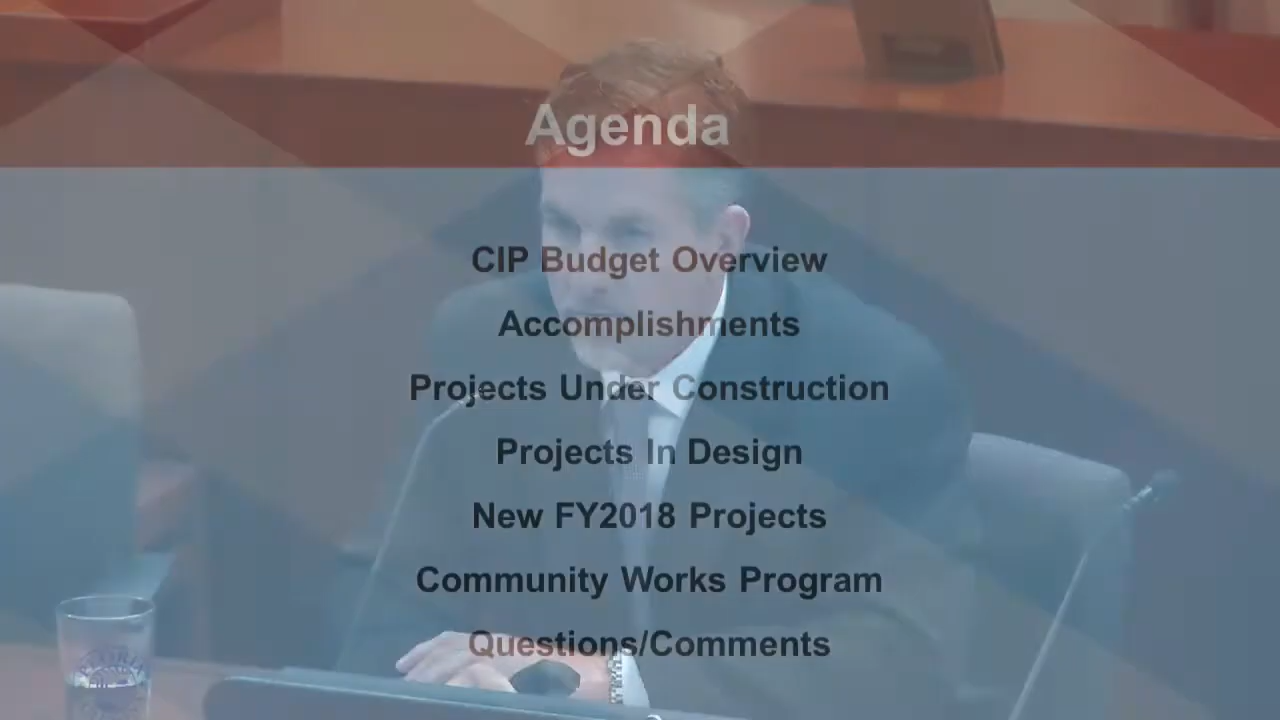 Agenda
CIP Budget Overview
Accomplishments
Projects Under Construction
Projects In Design
New FY2018 Projects
Community Works Program
Questions/Comments